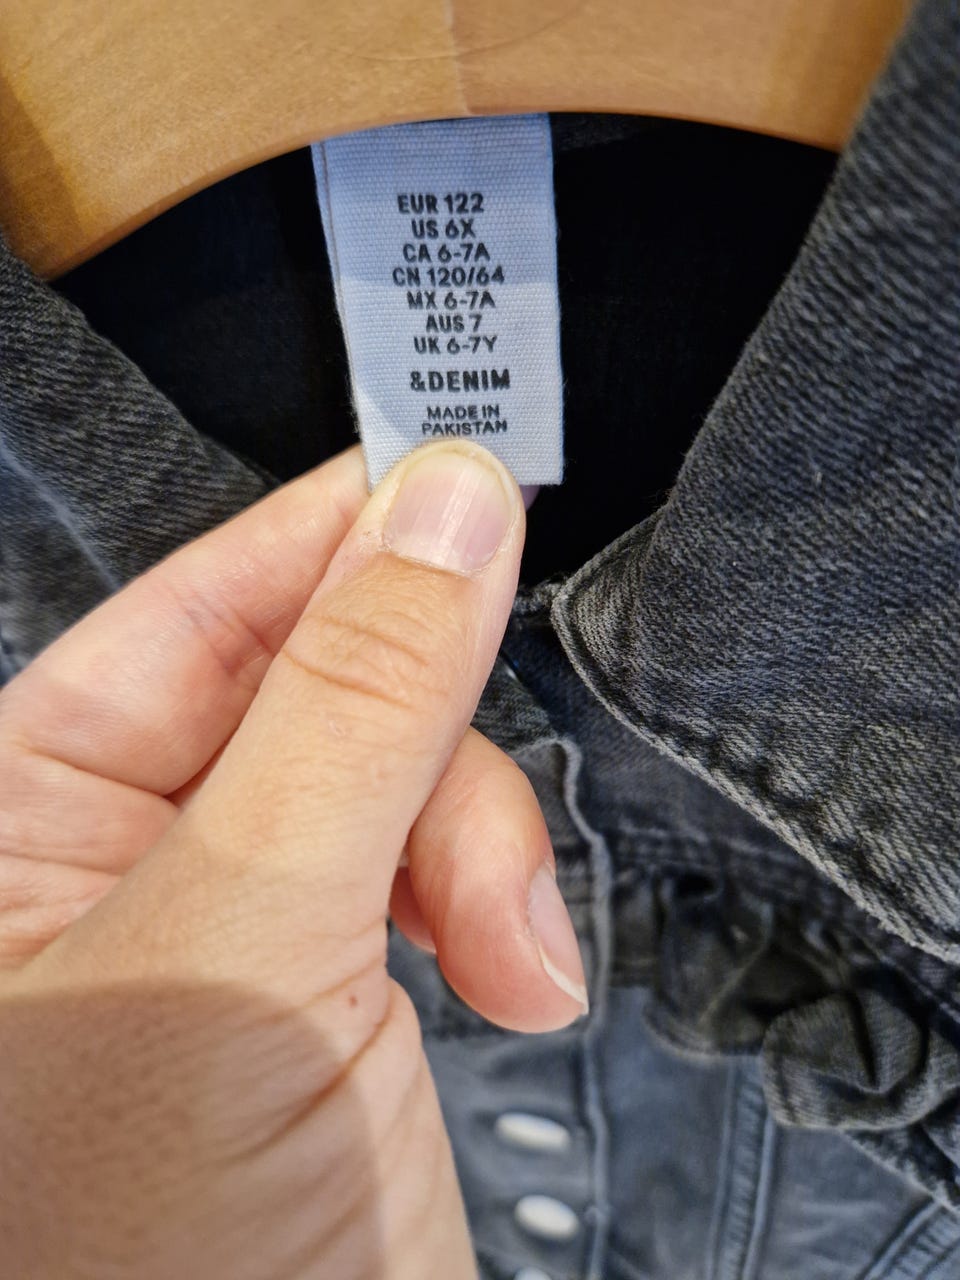 EUR 122
US 6X
CA 6-7A
CN 120/64
MX 6-7A
AUS 7
UK 6-7Y
&DENIM
MADE IN
PAKISTAN